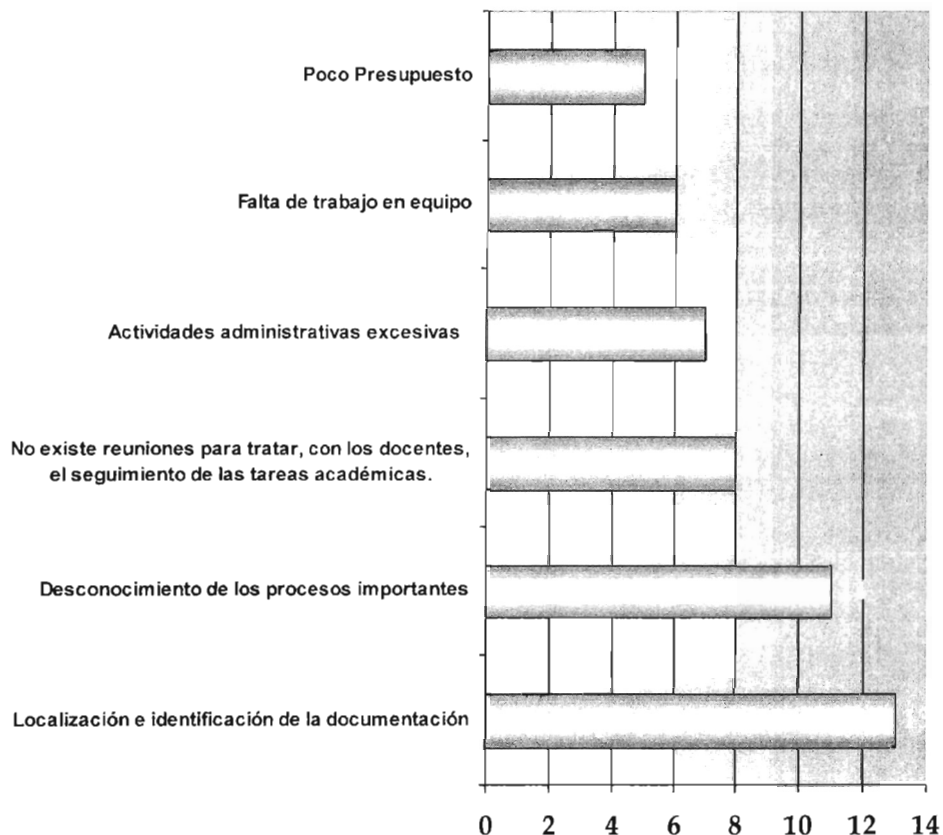 Poco Presupuesto
Falta de trabajo en equipo
Actividades administrativas excesivas
No existe reuniones para tratar, con los docentes,
el seguimiento de las tareas académicas.
Desconocimiento de los procesos importantes
Localización e identificación de la documentación
0 2 4 6 8 10 12 14